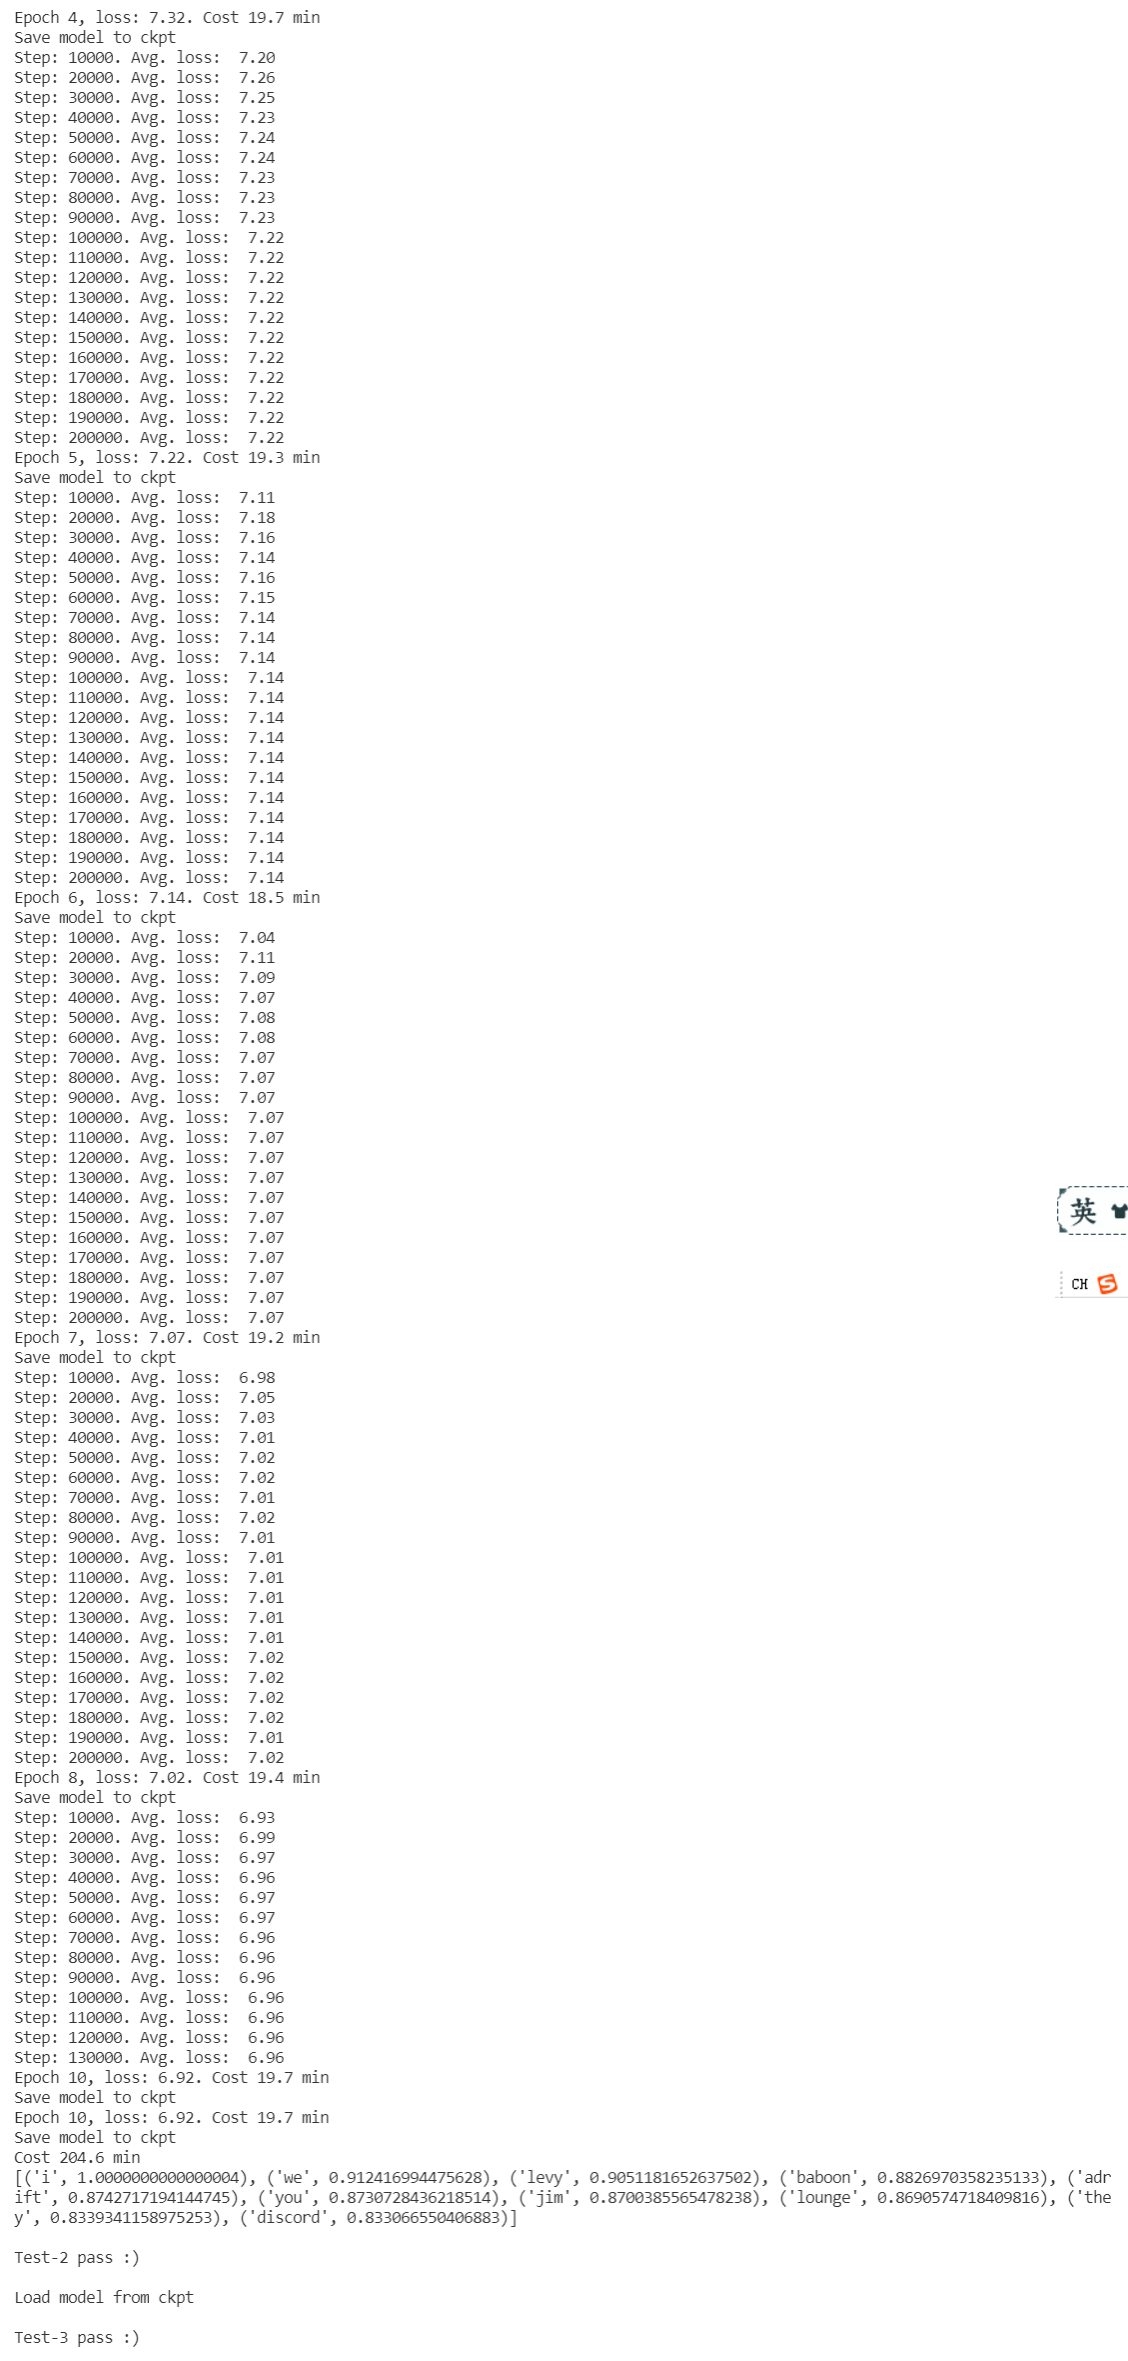 Epoch 4, loss: 7.32. Cost 19.7 min
Save model to ckpt
Step: 10000. Avg. loss:  7.20
Step: 20000. Avg. loss:  7.26
Step: 30000. Avg. loss:  7.25
Step: 40000. Avg. loss:  7.23
Step: 50000. Avg. loss:  7.24
Step: 60000. Avg. loss:  7.24
Step: 70000. Avg. loss:  7.23
Step: 80000. Avg. loss:  7.23
Step: 90000. Avg. loss:  7.23
Step: 100000. Avg. loss:  7.22
Step: 110000. Avg. loss:  7.22
Step: 120000. Avg. loss:  7.22
Step: 130000. Avg. loss:  7.22
Step: 140000. Avg. loss:  7.22
Step: 150000. Avg. loss:  7.22
Step: 160000. Avg. loss:  7.22
Step: 170000. Avg. loss:  7.22
Step: 180000. Avg. loss:  7.22
Step: 190000. Avg. loss:  7.22
Step: 200000. Avg. loss:  7.22
Epoch 5, loss: 7.22. Cost 19.3 min
Save model to ckpt
Step: 10000. Avg. loss:  7.11
Step: 20000. Avg. loss:  7.18
Step: 30000. Avg. loss:  7.16
Step: 40000. Avg. loss:  7.14
Step: 50000. Avg. loss:  7.16
Step: 60000. Avg. loss:  7.15
Step: 70000. Avg. loss:  7.14
Step: 80000. Avg. loss:  7.14
Step: 90000. Avg. loss:  7.14
Step: 100000. Avg. loss:  7.14
Step: 110000. Avg. loss:  7.14
Step: 120000. Avg. loss:  7.14
Step: 130000. Avg. loss:  7.14
Step: 140000. Avg. loss:  7.14
Step: 150000. Avg. loss:  7.14
Step: 160000. Avg. loss:  7.14
Step: 170000. Avg. loss:  7.14
Step: 180000. Avg. loss:  7.14
Step: 190000. Avg. loss:  7.14
Step: 200000. Avg. loss:  7.14
Epoch 6, loss: 7.14. Cost 18.5 min
Save model to ckpt
Step: 10000. Avg. loss:  7.04
Step: 20000. Avg. loss:  7.11
Step: 30000. Avg. loss:  7.09
Step: 40000. Avg. loss:  7.07
Step: 50000. Avg. loss:  7.08
Step: 60000. Avg. loss:  7.08
Step: 70000. Avg. loss:  7.07
Step: 80000. Avg. loss:  7.07
Step: 90000. Avg. loss:  7.07
Step: 100000. Avg. loss:  7.07
Step: 110000. Avg. loss:  7.07
Step: 120000. Avg. loss:  7.07
Step: 130000. Avg. loss:  7.07
Step: 140000. Avg. loss:  7.07
英
Step: 150000. Avg. loss:  7.07
Step: 160000. Avg. loss:  7.07
Step: 170000. Avg. loss:  7.07
Step: 180000. Avg. loss:  7.07
CH S
Step: 190000. Avg. loss:  7.07
Step: 200000. Avg. loss:  7.07
Epoch 7, loss: 7.07. Cost 19.2 min
Save model to ckpt
Step: 10000. Avg. loss:  6.98
Step: 20000. Avg. loss:  7.05
Step: 30000. Avg. loss:  7.03
Step: 40000. Avg. loss:  7.01
Step: 50000. Avg. loss:  7.02
Step: 60000. Avg. loss:  7.02
Step: 70000. Avg. loss:  7.01
Step: 80000. Avg. loss:  7.02
Step: 90000. Avg. loss:  7.01
Step: 100000. Avg. loss:  7.01
Step: 110000. Avg. loss:  7.01
Step: 120000. Avg. loss:  7.01
Step: 130000. Avg. loss:  7.01
Step: 140000. Avg. loss:  7.01
Step: 150000. Avg. loss:  7.02
Step: 160000. Avg. loss:  7.02
Step: 170000. Avg. loss:  7.02
Step: 180000. Avg. loss:  7.02
Step: 190000. Avg. loss:  7.01
Step: 200000. Avg. loss:  7.02
Epoch 8, loss: 7.02. Cost 19.4 min
Save model to ckpt
Step: 10000. Avg. loss:  6.93
Step: 20000. Avg. loss:  6.99
Step: 30000. Avg. loss:  6.97
Step: 40000. Avg. loss:  6.96
Step: 50000. Avg. loss:  6.97
Step: 60000. Avg. loss:  6.97
Step: 70000. Avg. loss:  6.96
Step: 80000. Avg. loss:  6.96
Step: 90000. Avg. loss:  6.96
Step: 100000. Avg. loss:  6.96
Step: 110000. Avg. loss:  6.96
Step: 120000. Avg. loss:  6.96
Step: 130000. Avg. loss:  6.96
Epoch 10, loss: 6.92. Cost 19.7 min
Save model to ckpt
Epoch 10, loss: 6.92. Cost 19.7 min
Save model to ckpt
Cost 204.6 min
[('i', 1.0000000000000004), ('we', 0.912416994475628), ('levy', 0.9051181652637502), ('baboon', 0.8826970358235133), ('adr
ift', 0.8742717194144745), ('you', 0.8730728436218514), ('jim', 0.8700385565478238), ('lounge', 0.8690574718409816), ('the
y', 0.8339341158975253), ('discord', 0.833066550406883)]
Test-2 pass :)
Load model from ckpt
Test-3 pass :)